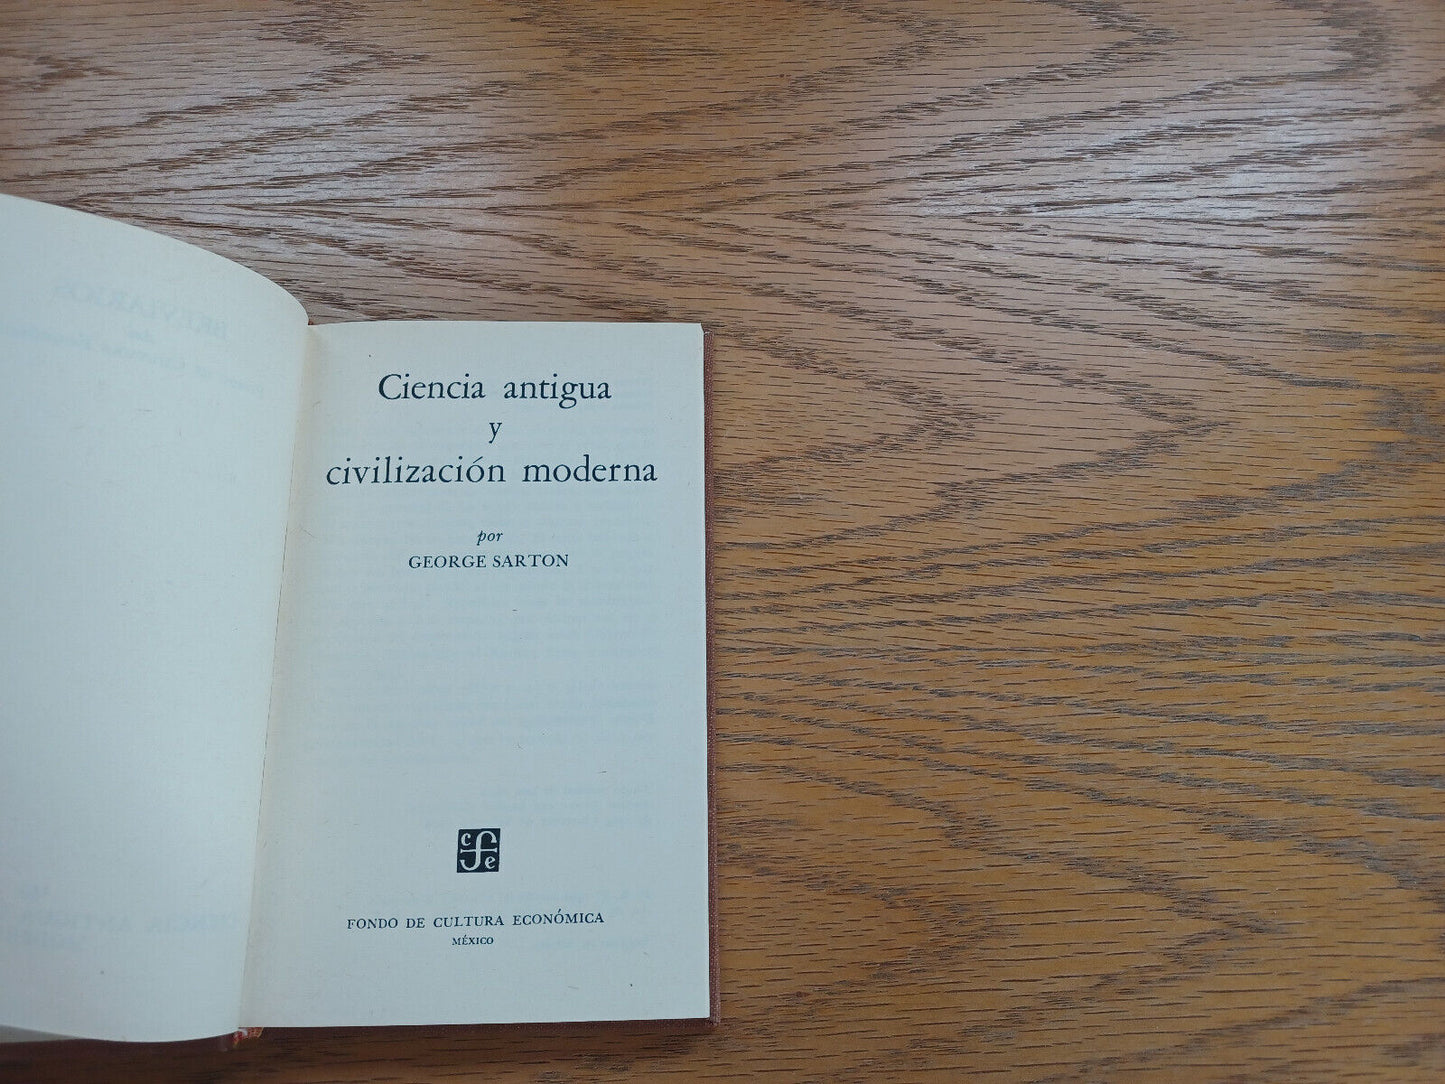 Ciencia antigua
y
civilización moderna
por
GEORGE SARTON
cfe
FONDO DE CULTURA ECONÓMICA
MÉXICO